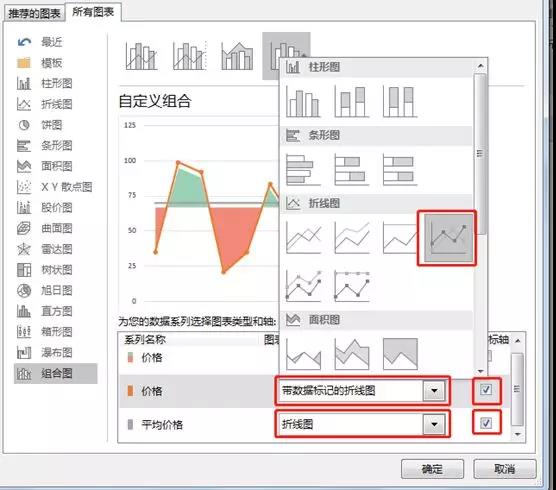 推荐的图表 所有图表
最近
模板
柱形图
折线图
饼图
条形图
面积图
X Y 散点图
股价图
曲面图
雷达图
树状图
旭日图
直方图
箱形图
瀑布图
组合图
自定义组合
125
100
75
50
25
0
柱形图
条形图
折线图
面积图
为您的数据系列选择图表类型和轴:
系列名称
价格
价格 带数据标记的折线图
平均价格 折线图
确定 取消